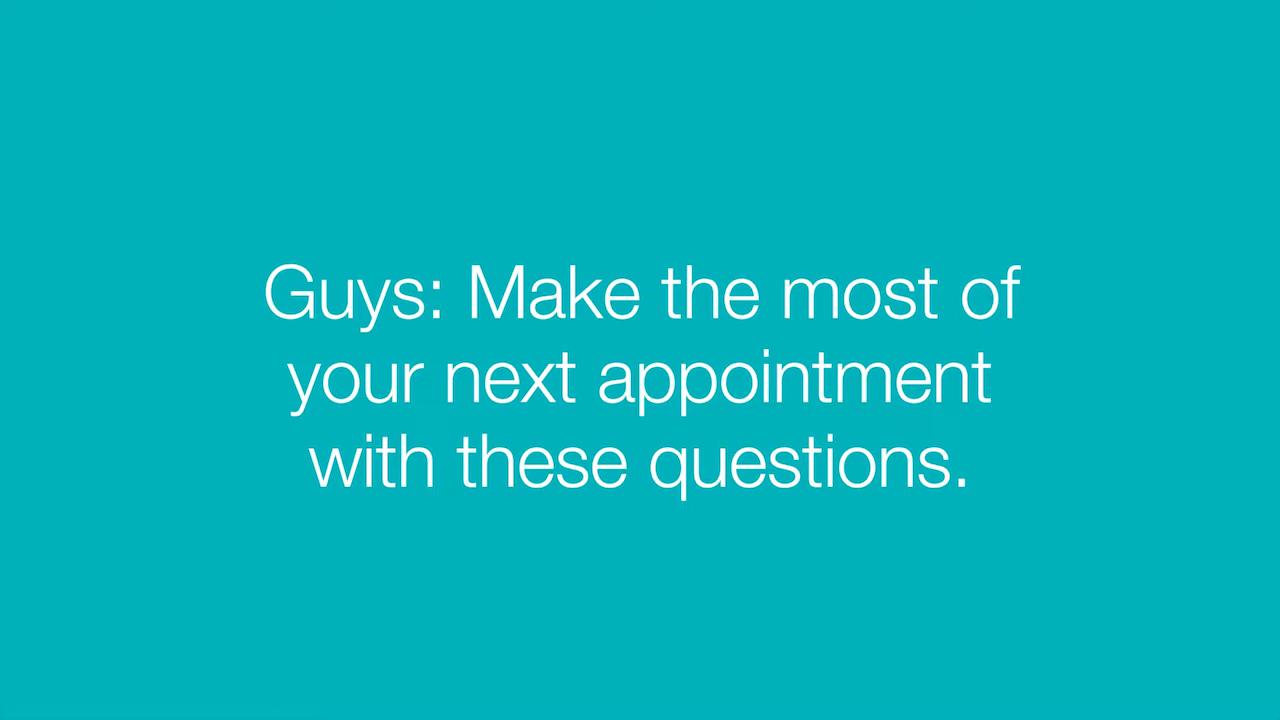 Guys: Make the most of
your next appointment
with these questions.